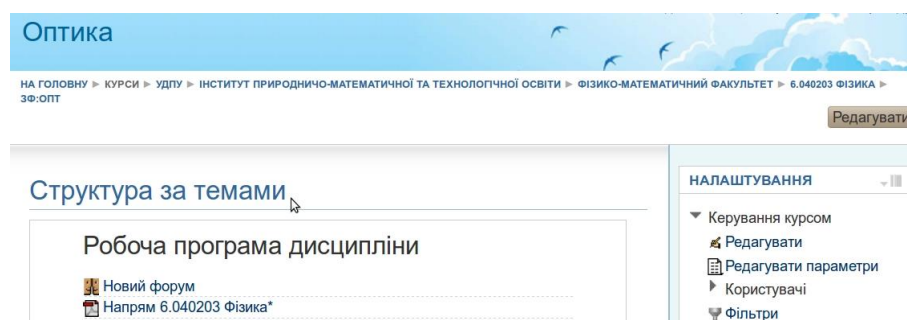 Оптика
НА ГОЛОВНУ ► КУРСИ ► УДПУ ► ІНСТИТУТ ПРИРОДНИЧО-МАТЕМАТИЧНОЇ ТА ТЕХНОЛОГІЧНОЇ ОСВІТИ ► ФІЗИКО-МАТЕМАТИЧНИЙ ФАКУЛЬТЕТ ► 6.040203 ФІЗИКА ►
ЗФ:ОПТ
Редагувати
Структура за темами
Робоча програма дисципліни
Новий форум
Напрям 6.040203 Фізика*
НАЛАШТУВАННЯ
Керування курсом
Редагувати
Редагувати параметри
Користувачі
Фільтри